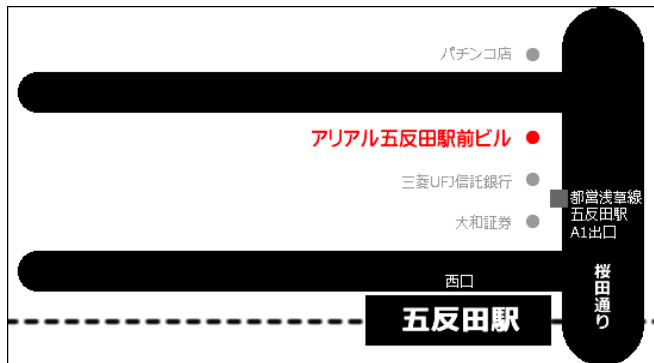 パチンコ店
アリアル五反田駅前ビル
三菱UFJ信託銀行
都営浅草線
五反田駅
A1出口
大和証券
西口
五反田駅
桜田通り